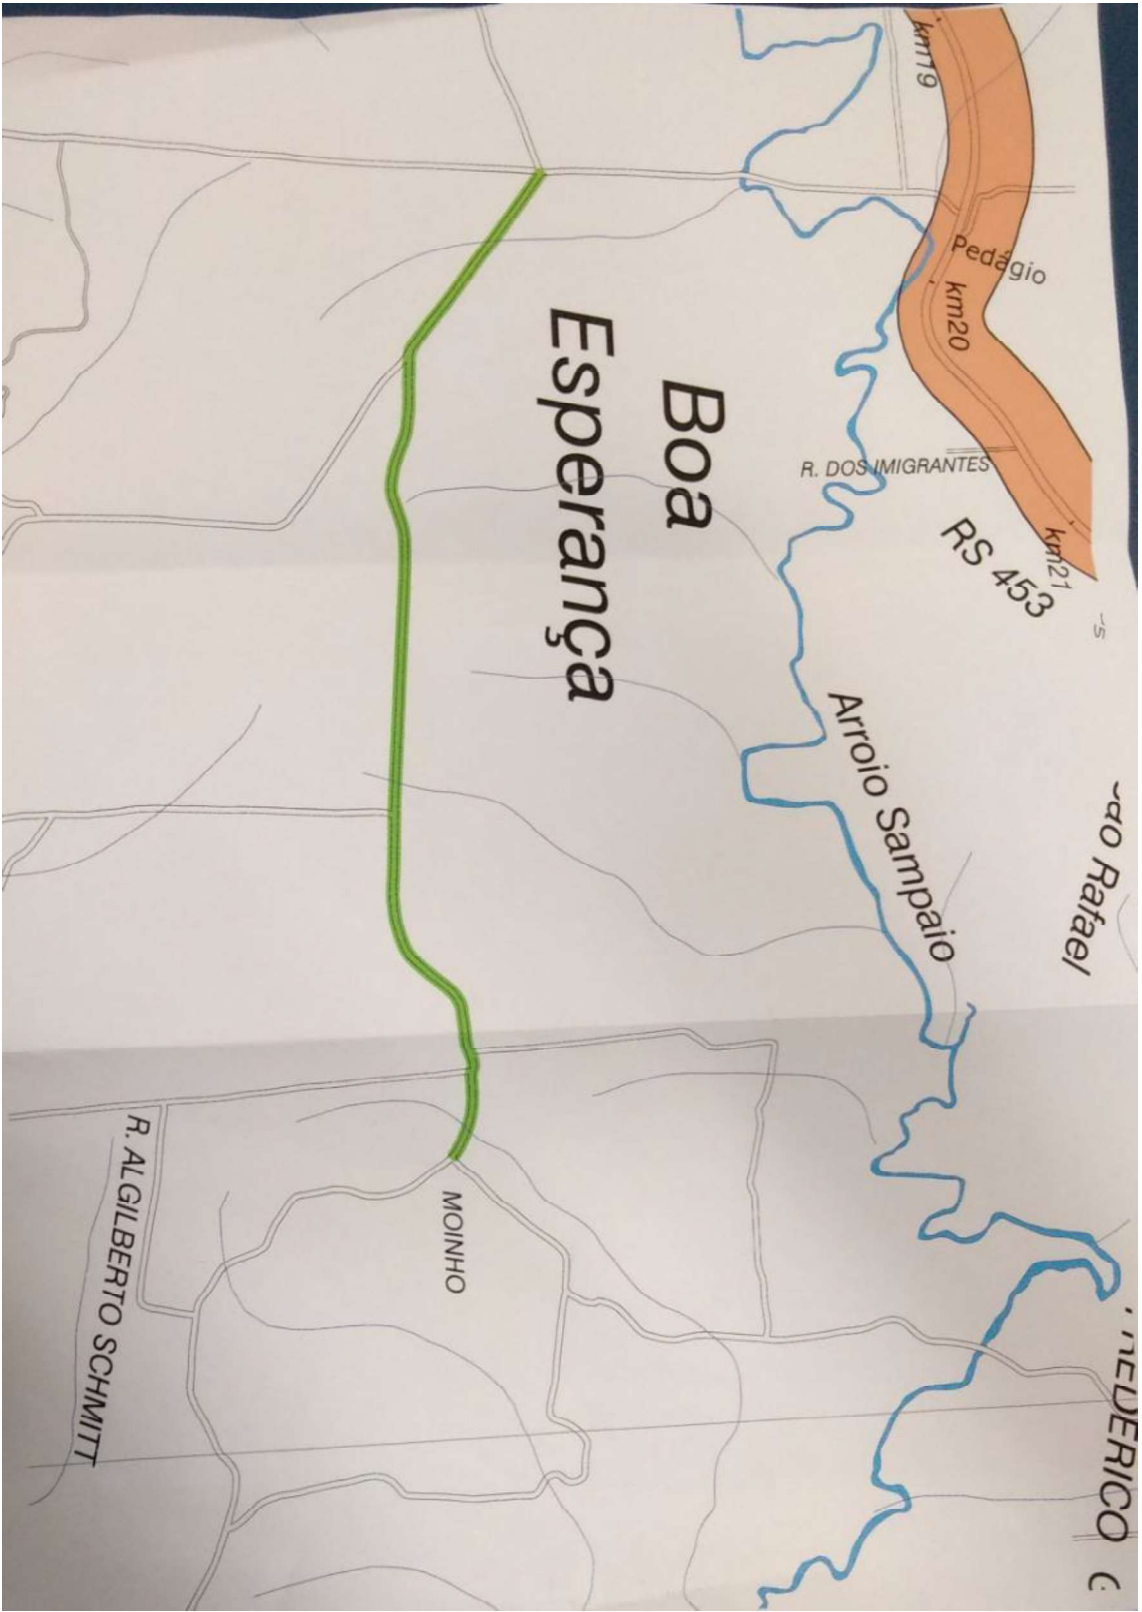 km19
Pedágio
km20
R. DOS IMIGRANTES
km21
RS 453
Boa
Esperança
Arroio Sampaio
Rafael
MOINHO
R. ALGILBERTO SCHMITT